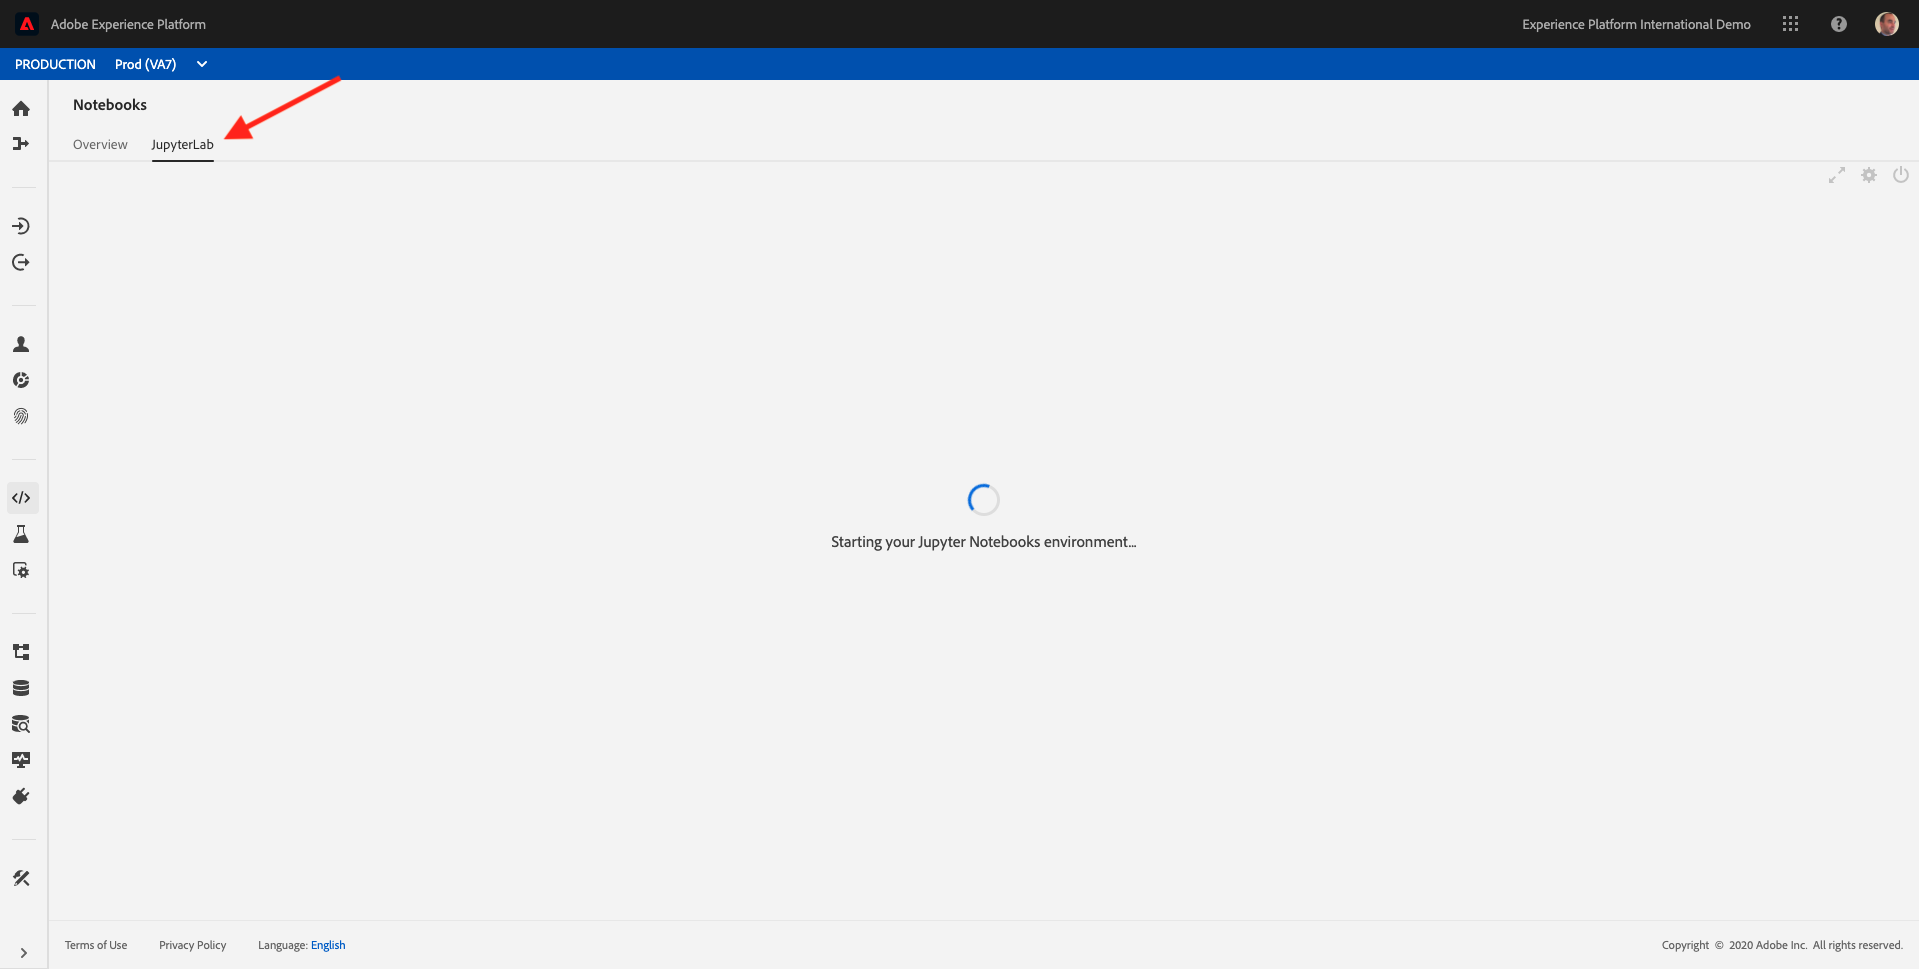 Adobe Experience Platform
Experience Platform International Demo
PRODUCTION Prod (VA7)
Notebooks
Overview JupyterLab
Starting your Jupyter Notebooks environment...
Terms of Use Privacy Policy Language: English
Copyright © 2020 Adobe Inc. All rights reserved.